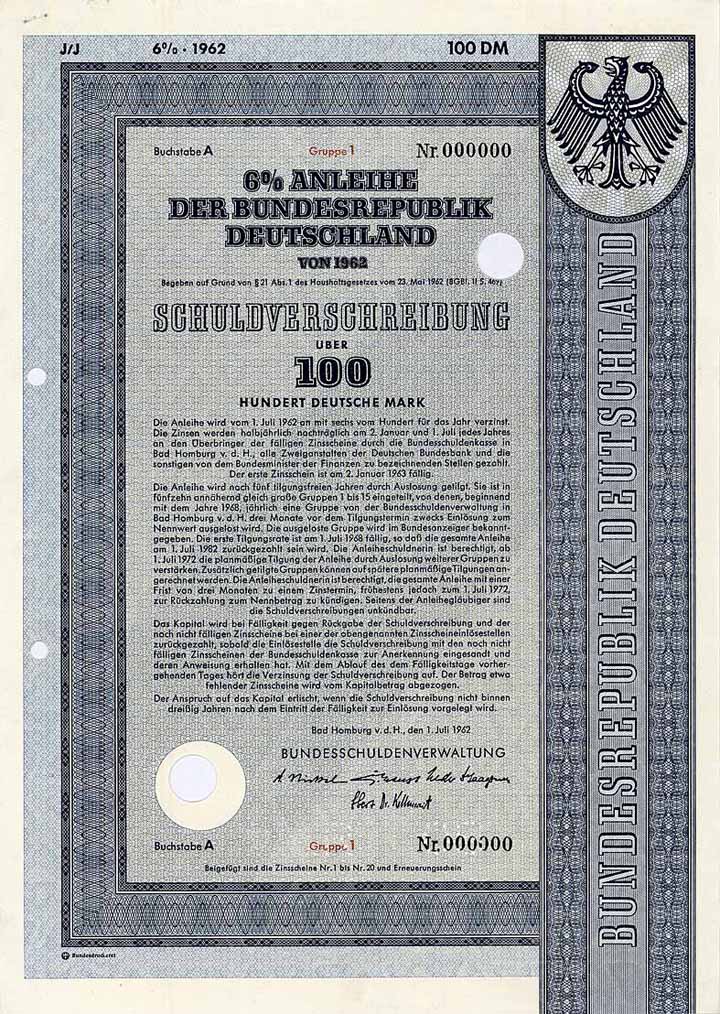 J/J 6% · 1962 100 DM
Buchstabe A Gruppe 1 Nr. 000000
6% ANLEIHE
DER BUNDESREPUBLIK
DEUTSCHLAND
VON 1962
Begeben auf Grund von § 21 Abs. 1 des Haushaltsgesetzes vom 23. Mai 1962 (BGBl. II S.
SCHULDVERSCHREIBUNG
ÜBER
100
HUNDERT DEUTSCHE MARK
Die Anleihe wird vom 1. Juli 1962 an mit sechs vom Hundert für das Jahr verzinst.
Die Zinsen werden halbjährlich nachträglich am 2. Januar und 1. Juli jedes Jahres
an den Überbringer der fälligen Zinsscheine durch die Bundesschuldenkasse in
Bad Homburg v. d. H., alle Zweiganstalten der Deutschen Bundesbank und die
sonstigen vom Bundesminister der Finanzen zu bezeichnenden Stellen gezahlt.
Der erste Zinsschein ist am 2. Januar 1963 fällig.
Die Anleihe wird nach fünf tilgungsfreien Jahren durch Auslosung getilgt. Sie ist in
fünfzehn annähernd gleich große Gruppen 1 bis 15 eingeteilt, von denen, beginnend
mit dem Jahre 1968, jährlich eine Gruppe von der Bundesschuldenverwaltung in
Bad Homburg v. d. H. drei Monate vor dem Tilgungstermin zwecks Einlösung zum
Nennwert ausgelost wird. Die ausgeloste Gruppe wird im Bundesanzeiger bekannt-
gegeben. Die erste Tilgungsrate ist am 1. Juli 1968 fällig, so daß die gesamte Anleihe
am 1. Juli 1982 zurückgezahlt sein wird. Die Anleiheschuldnerin ist berechtigt, ab
1. Juli 1972 die planmäßige Tilgung der Anleihe durch Auslosung weiterer Gruppen zu
verstärken. Zusätzlich getilgte Gruppen können auf spätere planmäßige Tilgungen an-
gerechnet werden. Die Anleiheschuldnerin ist berechtigt, die gesamte Anleihe mit einer
Frist von drei Monaten zu einem Zinstermin, frühestens jedoch zum 1. Juli 1972,
zur Rückzahlung zum Nennbetrag zu kündigen. Seitens der Anleihegläubiger sind
die Schuldverschreibungen unkündbar.
Das Kapital wird bei Fälligkeit gegen Rückgabe der Schuldverschreibung und der
noch nicht fälligen Zinsscheine bei einer der obengenannten Zinsscheineinlösestellen
zurückgezahlt, sobald die Einlösestelle die Schuldverschreibung mit den noch nicht
fälligen Zinsscheinen der Bundesschuldenkasse zur Anerkennung eingesandt und
deren Anweisung erhalten hat. Mit dem Ablauf des dem Fälligkeitstage vorher-
gehenden Tages hört die Verzinsung der Schuldverschreibung auf. Der Betrag etwa
fehlender Zinsscheine wird vom Kapitalbetrag abgezogen.
Der Anspruch auf das Kapital erlischt, wenn die Schuldverschreibung nicht binnen
dreißig Jahren nach dem Eintritt der Fälligkeit zur Einlösung vorgelegt wird.
Bad Homburg v. d. H., den 1. Juli 1962
BUNDESSCHULDENVERWALTUNG
Buchstabe A Gruppe 1 Nr. 000000
Beigefügt sind die Zinsscheine Nr. 1 bis Nr. 20 und Erneuerungsschein
Bundesdruckerei
BUNDESREPUBLIK DEUTSCHLAND